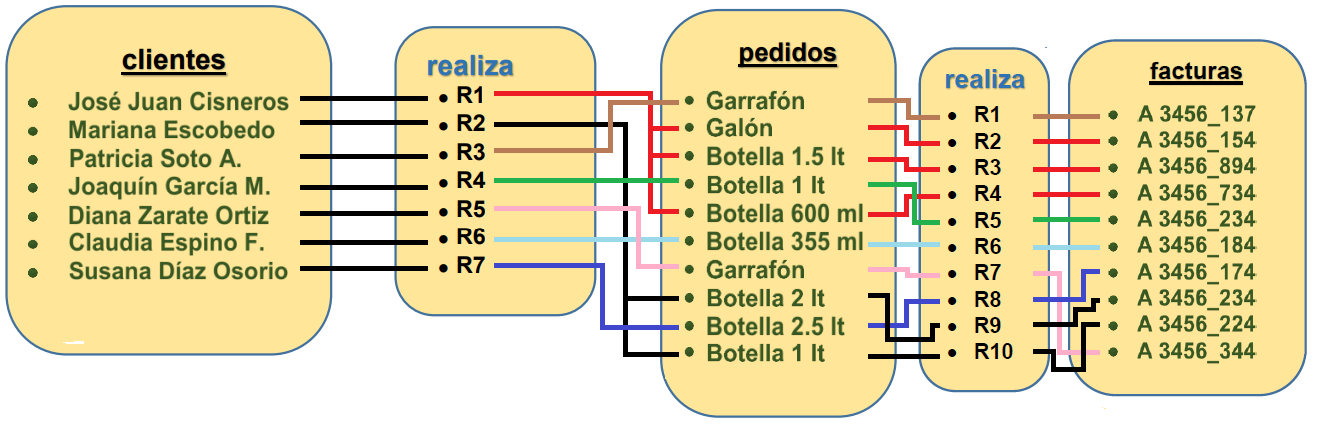 clientes
José Juan Cisneros
Mariana Escobedo
Patricia Soto A.
Joaquín García M.
Diana Zarate Ortiz
Claudia Espino F.
Susana Díaz Osorio
realiza
R1
R2
R3
R4
R5
R6
R7
pedidos
Garrafón
Galón
Botella 1.5 lt
Botella 1 lt
Botella 600 ml
Botella 355 ml
Garrafón
Botella 2 lt
Botella 2.5 lt
Botella 1 lt
realiza
R1
R2
R3
R4
R5
R6
R7
R8
R9
R10
facturas
A 3456_137
A 3456_154
A 3456_894
A 3456_734
A 3456_234
A 3456_184
A 3456_174
A 3456_234
A 3456_224
A 3456_344